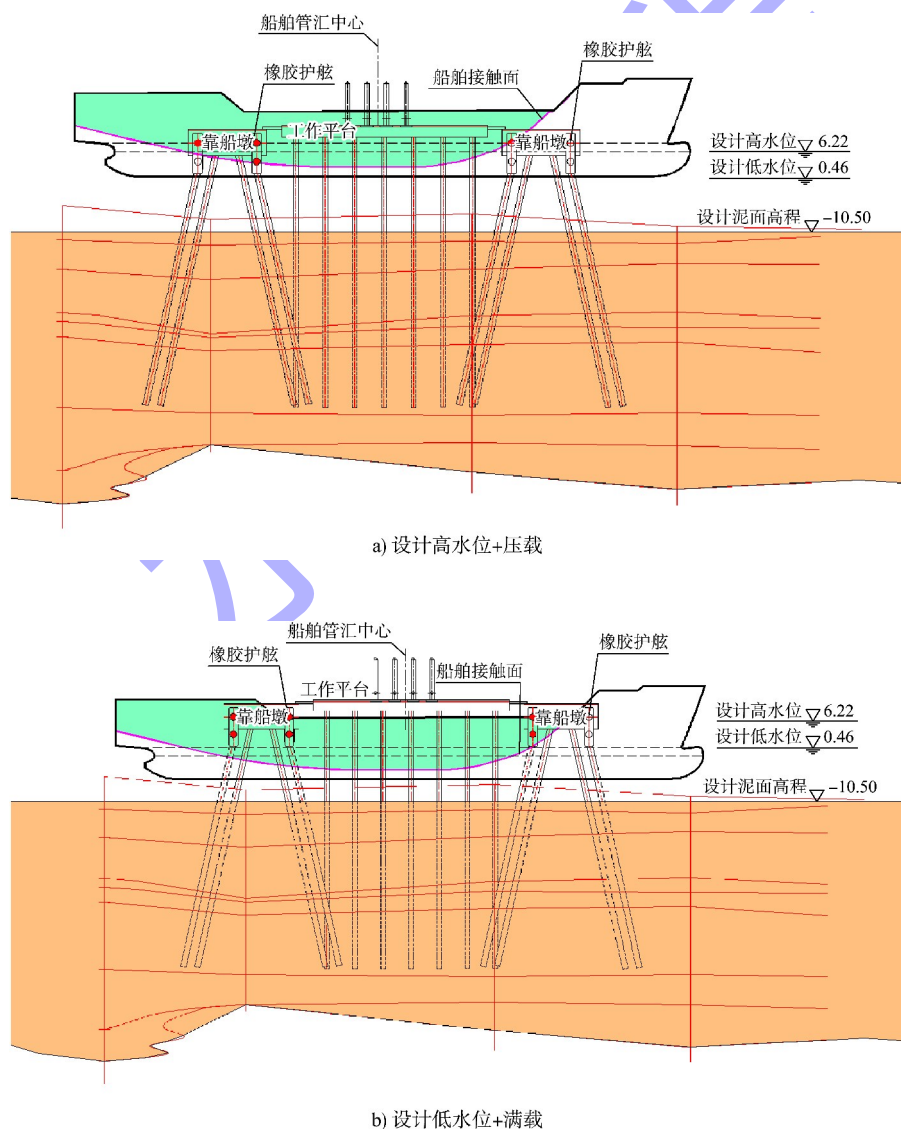 船舶管汇中心
橡胶护舷
橡胶护舷
船舶接触面
工作平台
靠船墩
靠船墩
设计高水位 6.22
设计低水位 0.46
设计泥面高程 -10.50
a) 设计高水位+压载
船舶管汇中心
橡胶护舷
橡胶护舷
船舶接触面
工作平台
靠船墩
靠船墩
设计高水位 6.22
设计低水位 0.46
设计泥面高程 -10.50
b) 设计低水位+满载